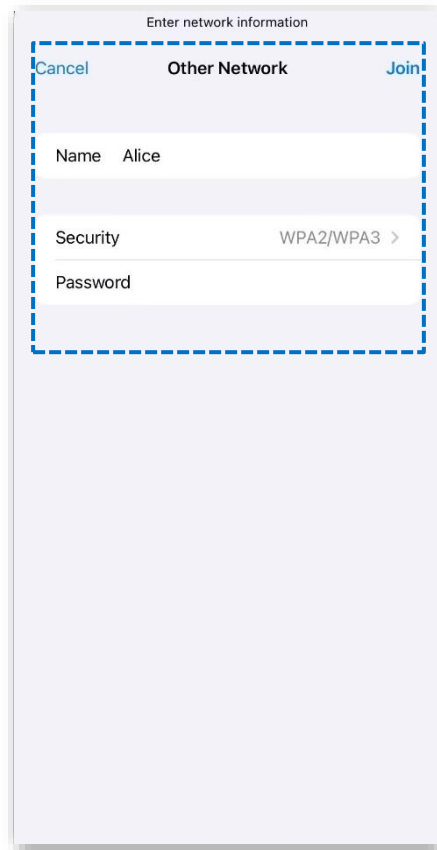 Enter network information
Cancel Other Network Join
Name Alice
Security WPA2/WPA3 >
Password